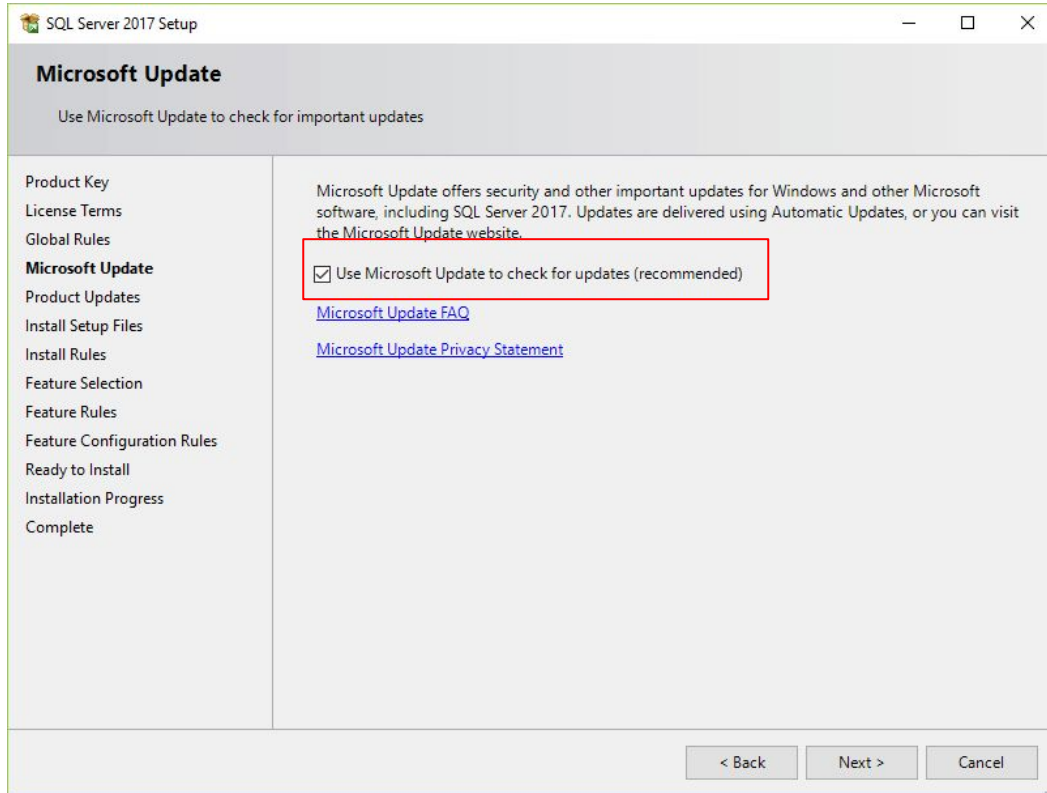 SQL Server 2017 Setup
Microsoft Update
Use Microsoft Update to check for important updates
Product Key
License Terms
Global Rules
Microsoft Update
Product Updates
Install Setup Files
Install Rules
Feature Selection
Feature Rules
Feature Configuration Rules
Ready to Install
Installation Progress
Complete
Microsoft Update offers security and other important updates for Windows and other Microsoft
software, including SQL Server 2017. Updates are delivered using Automatic Updates, or you can visit
the Microsoft Update website.
Use Microsoft Update to check for updates (recommended)
Microsoft Update FAQ
Microsoft Update Privacy Statement
< Back
Next >
Cancel